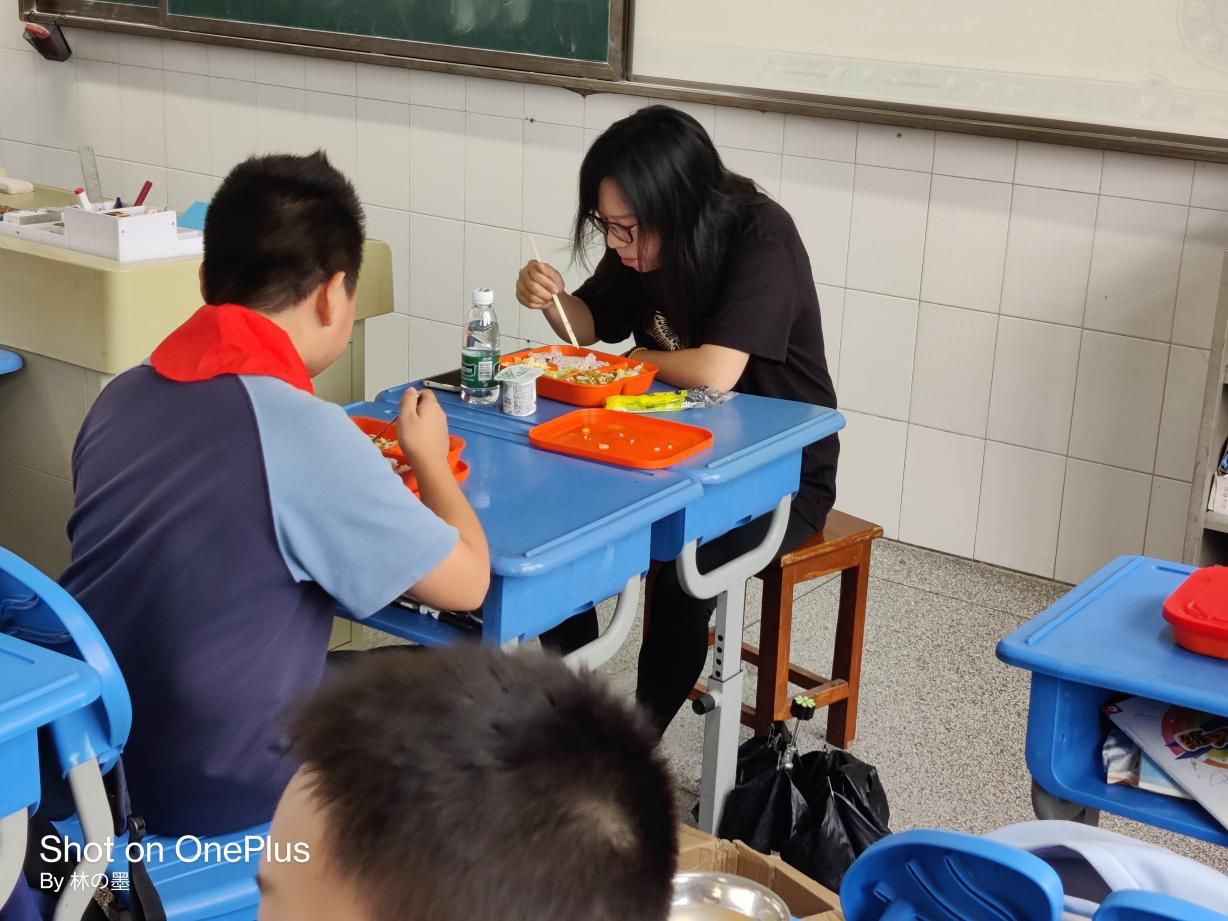 Shot on OnePlus
By 林の墨